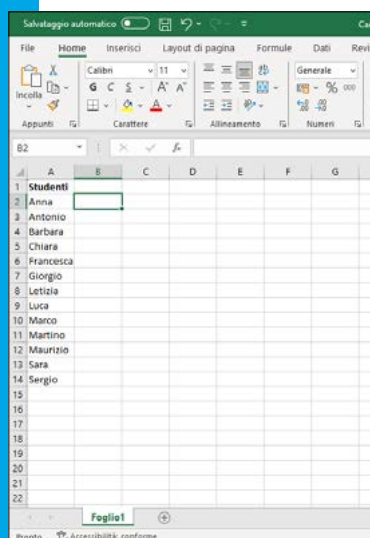 Salvataggio automatico
File Home Inserisci Layout di pagina Formule Dati Revi
Incolla
Calibri 11
G C S A A
Generale
% 000
Appunti Carattere Allineamento Numeri
B2 fx
A B C D E F G
1 Studenti
2 Anna
3 Antonio
4 Barbara
5 Chiara
6 Francesca
7 Giorgio
8 Letizia
9 Luca
10 Marco
11 Martino
12 Maurizio
13 Sara
14 Sergio
15
16
17
18
19
20
21
22
Foglio1
Pronto Accessibilità: conforme